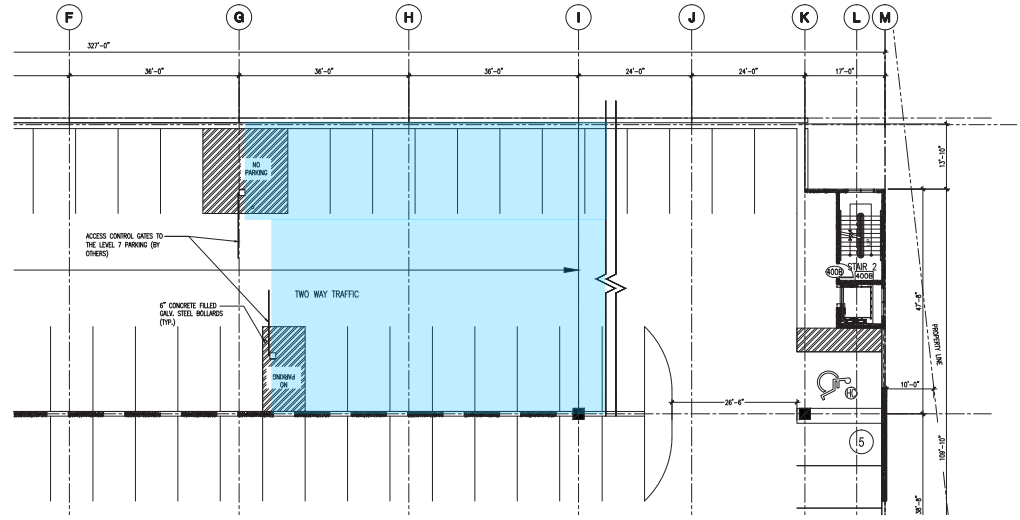 F G H I J K L M
327'-0"
36'-0" 36'-0" 36'-0" 24'-0" 24'-0" 17'-0"
13'-10"
NO
PARKING
ACCESS CONTROL GATES TO
THE LEVEL 7 PARKING (BY
OTHERS)
STAIR 2
400B 400B
TWO WAY TRAFFIC
6" CONCRETE FILLED
GALV. STEEL BOLLARDS
(TYP.)
47'-8"
PROPERTY LINE
NO
PARKING
HC
10'-0"
26'-6"
5
109'-10"
38'-8"